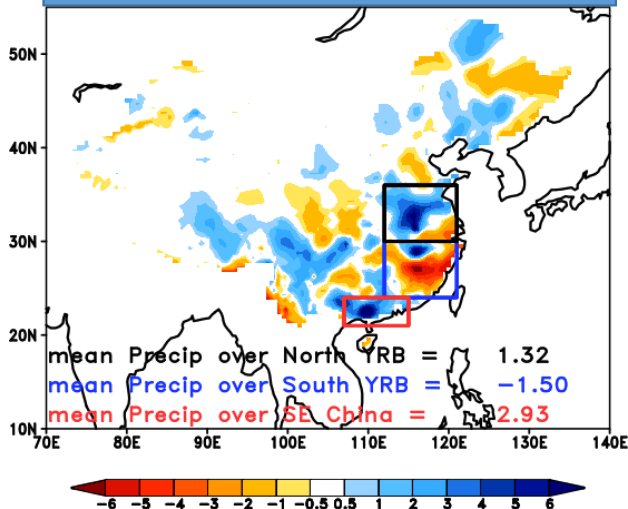 50N
40N
30N
20N
mean Precip over North YRB = 1.32
mean Precip over South YRB = −1.50
mean Precip over SE China = 2.93
10N
70E 80E 90E 100E 110E 120E 130E 140E
−6 −5 −4 −3 −2 −1 −0.5 0.5 1 2 3 4 5 6